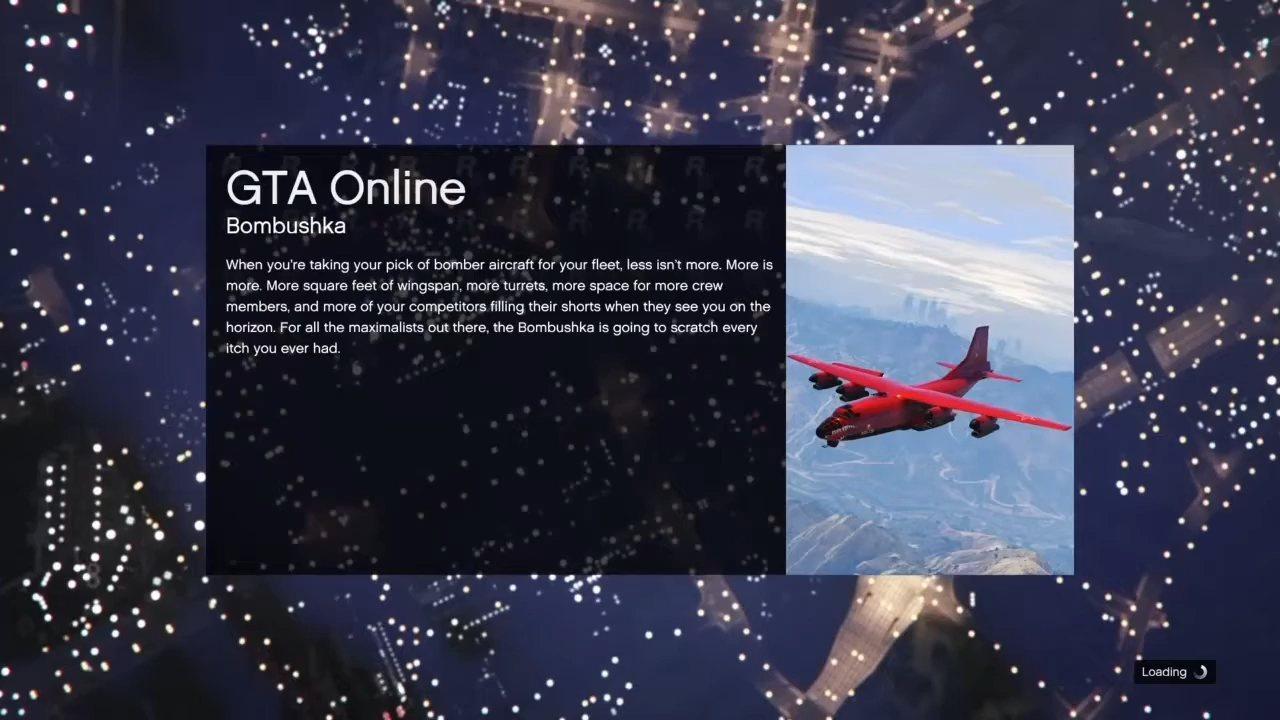 GTA Online
Bombushka
When you're taking your pick of bomber aircraft for your fleet, less isn't more. More is
more. More square feet of wingspan, more turrets, more space for more crew
members, and more of your competitors filling their shorts when they see you on the
horizon. For all the maximalists out there, the Bombushka is going to scratch every
itch you ever had.
Loading